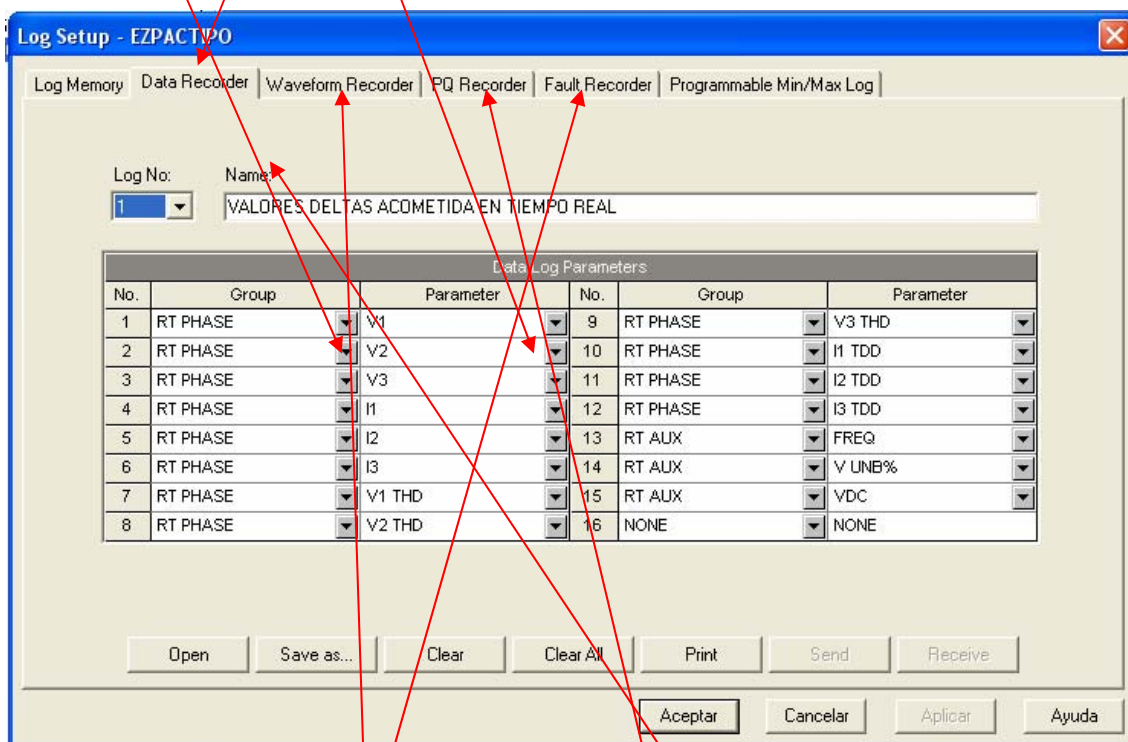 Log Setup - EZPACTIPO
Log Memory Data Recorder Waveform Recorder PQ Recorder Fault Recorder Programmable Min/Max Log
Log No: Name:
1 VALORES DELTAS ACOMETIDA EN TIEMPO REAL
Data Log Parameters
No. Group Parameter No. Group Parameter
1 RT PHASE V1 9 RT PHASE V3 THD
2 RT PHASE V2 10 RT PHASE I1 TDD
3 RT PHASE V3 11 RT PHASE I2 TDD
4 RT PHASE I1 12 RT PHASE I3 TDD
5 RT PHASE I2 13 RT AUX FREQ
6 RT PHASE I3 14 RT AUX V UNB%
7 RT PHASE V1 THD 15 RT AUX VDC
8 RT PHASE V2 THD 16 NONE NONE
Open Save as... Clear Clear All Print Send Receive
Aceptar Cancelar Aplicar Ayuda